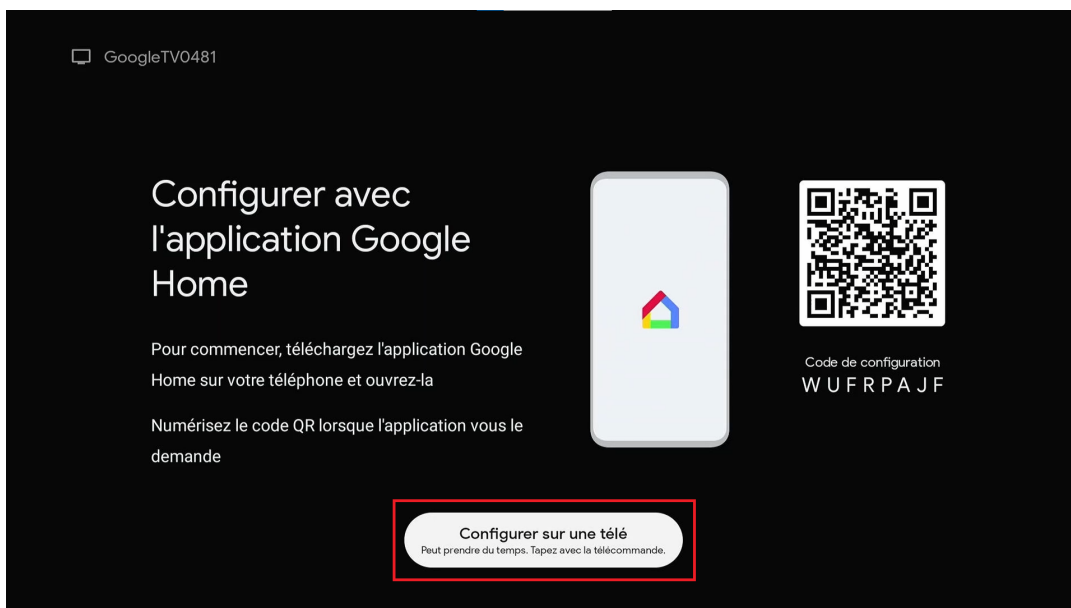 GoogleTV0481
Configurer avec
l'application Google
Home
Pour commencer, téléchargez l'application Google
Home sur votre téléphone et ouvrez-la
Numérisez le code QR lorsque l'application vous le
demande
Code de configuration
WUFRPAJF
Configurer sur une télé
Peut prendre du temps. Tapez avec la télécommande.